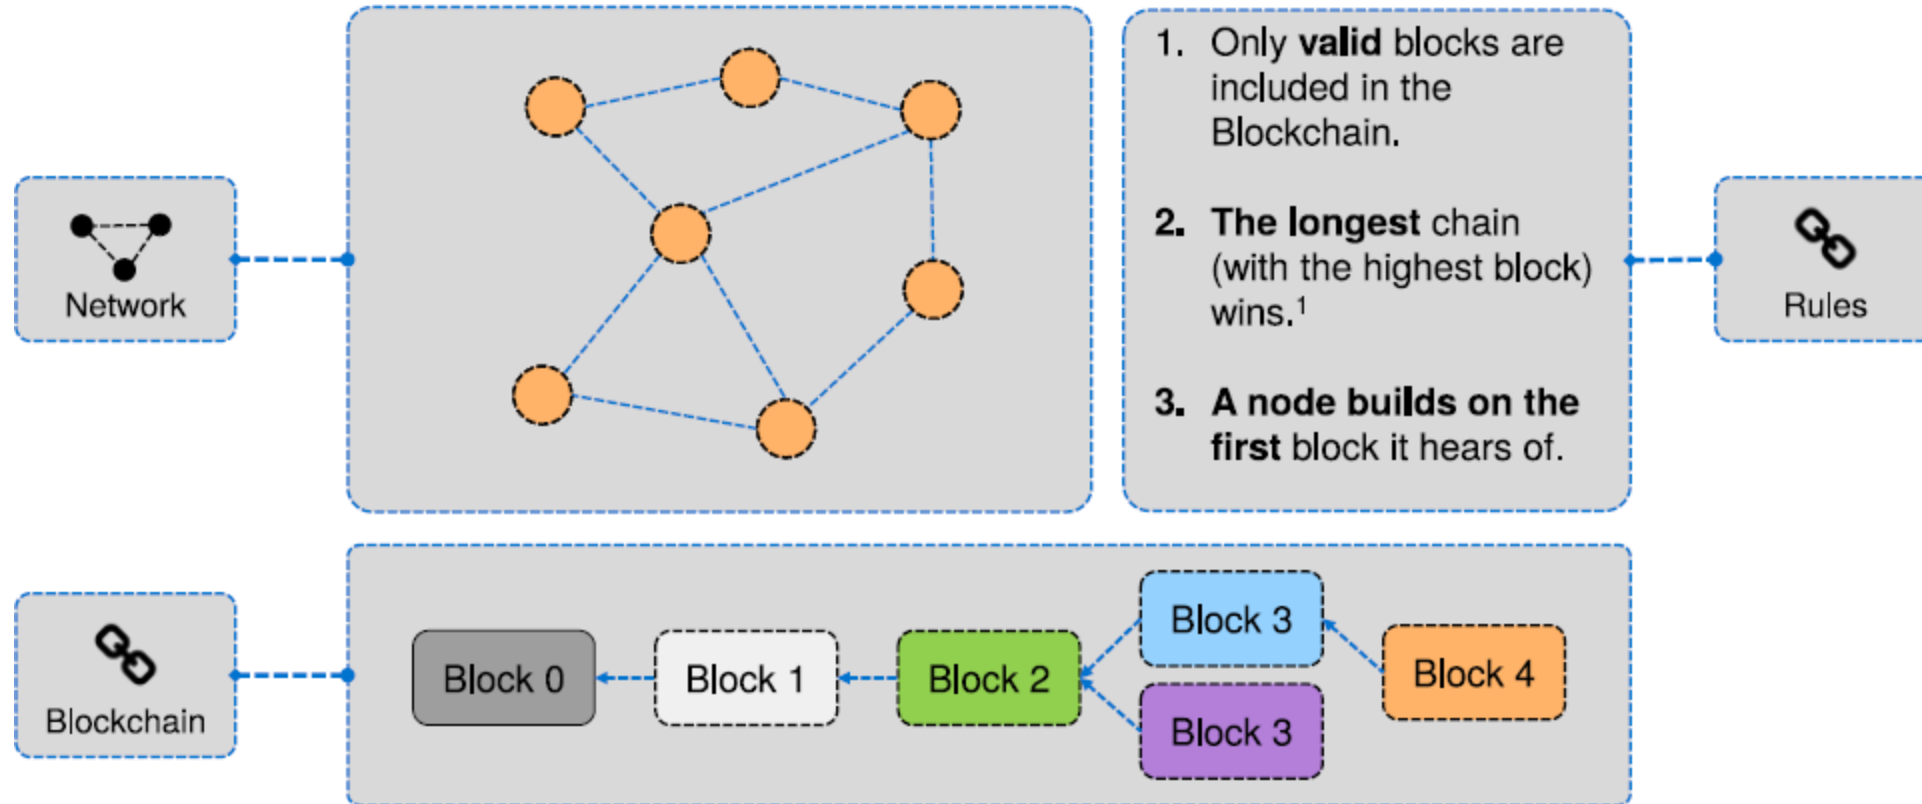 Network
1. Only valid blocks are
included in the
Blockchain.
2. The longest chain
(with the highest block)
wins.¹
3. A node builds on the
first block it hears of.
Rules
Blockchain
Block 0
Block 1
Block 2
Block 3
Block 3
Block 4